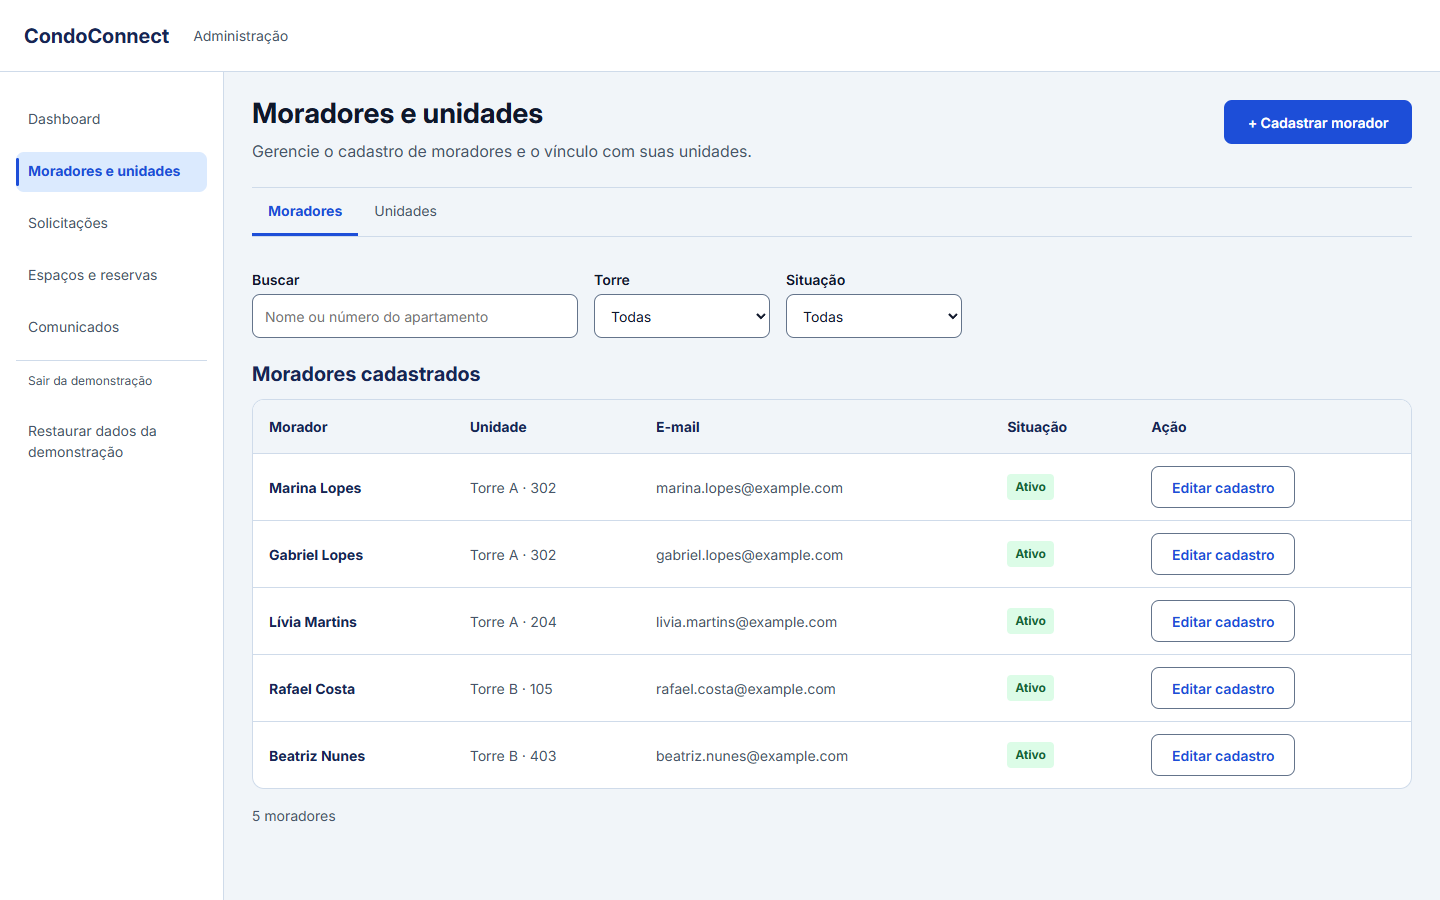 CondoConnect Administração
Dashboard
Moradores e unidades
Solicitações
Espaços e reservas
Comunicados
Sair da demonstração
Restaurar dados da
demonstração
Moradores e unidades
Gerencie o cadastro de moradores e o vínculo com suas unidades.
+ Cadastrar morador
Moradores Unidades
Buscar Torre Situação
Nome ou número do apartamento Todas Todas
Moradores cadastrados
Morador Unidade E-mail Situação Ação
Marina Lopes Torre A · 302 marina.lopes@example.com Ativo Editar cadastro
Gabriel Lopes Torre A · 302 gabriel.lopes@example.com Ativo Editar cadastro
Lívia Martins Torre A · 204 livia.martins@example.com Ativo Editar cadastro
Rafael Costa Torre B · 105 rafael.costa@example.com Ativo Editar cadastro
Beatriz Nunes Torre B · 403 beatriz.nunes@example.com Ativo Editar cadastro
5 moradores